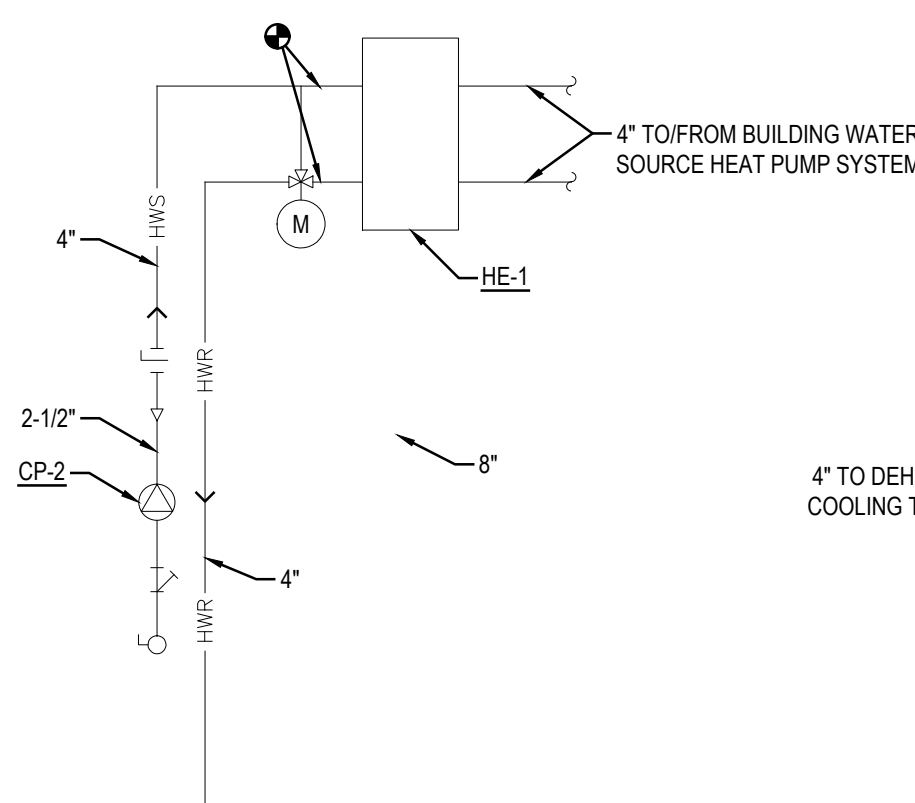 4" TO/FROM BUILDING WATER
SOURCE HEAT PUMP SYSTEM
HWS
M
4"
HE-1
HWR
2-1/2"
CP-2
8"
4" TO DEH
COOLING T
4"
HWR